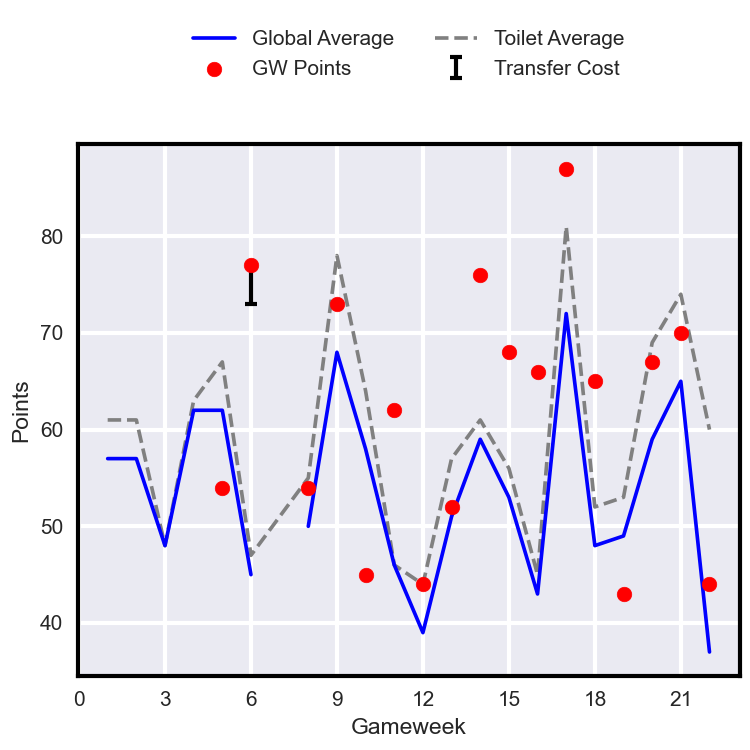 Global Average
GW Points
Toilet Average
Transfer Cost
Points
80
70
60
50
40
0 3 6 9 12 15 18 21
Gameweek